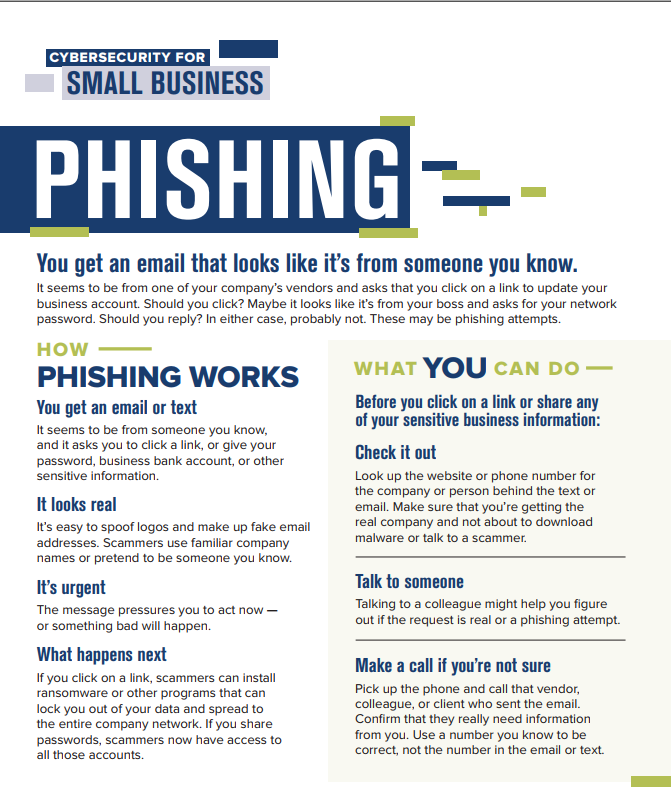 CYBERSECURITY FOR
SMALL BUSINESS
PHISHING
You get an email that looks like it’s from someone you know.
It seems to be from one of your company’s vendors and asks that you click on a link to update your
business account. Should you click? Maybe it looks like it’s from your boss and asks for your network
password. Should you reply? In either case, probably not. These may be phishing attempts.
HOW
PHISHING WORKS
You get an email or text
It seems to be from someone you know,
and it asks you to click a link, or give your
password, business bank account, or other
sensitive information.
It looks real
It’s easy to spoof logos and make up fake email
addresses. Scammers use familiar company
names or pretend to be someone you know.
It’s urgent
The message pressures you to act now —
or something bad will happen.
What happens next
If you click on a link, scammers can install
ransomware or other programs that can
lock you out of your data and spread to
the entire company network. If you share
passwords, scammers now have access to
all those accounts.
WHAT YOU CAN DO
Before you click on a link or share any
of your sensitive business information:
Check it out
Look up the website or phone number for
the company or person behind the text or
email. Make sure that you’re getting the
real company and not about to download
malware or talk to a scammer.
Talk to someone
Talking to a colleague might help you figure
out if the request is real or a phishing attempt.
Make a call if you’re not sure
Pick up the phone and call that vendor,
colleague, or client who sent the email.
Confirm that they really need information
from you. Use a number you know to be
correct, not the number in the email or text.